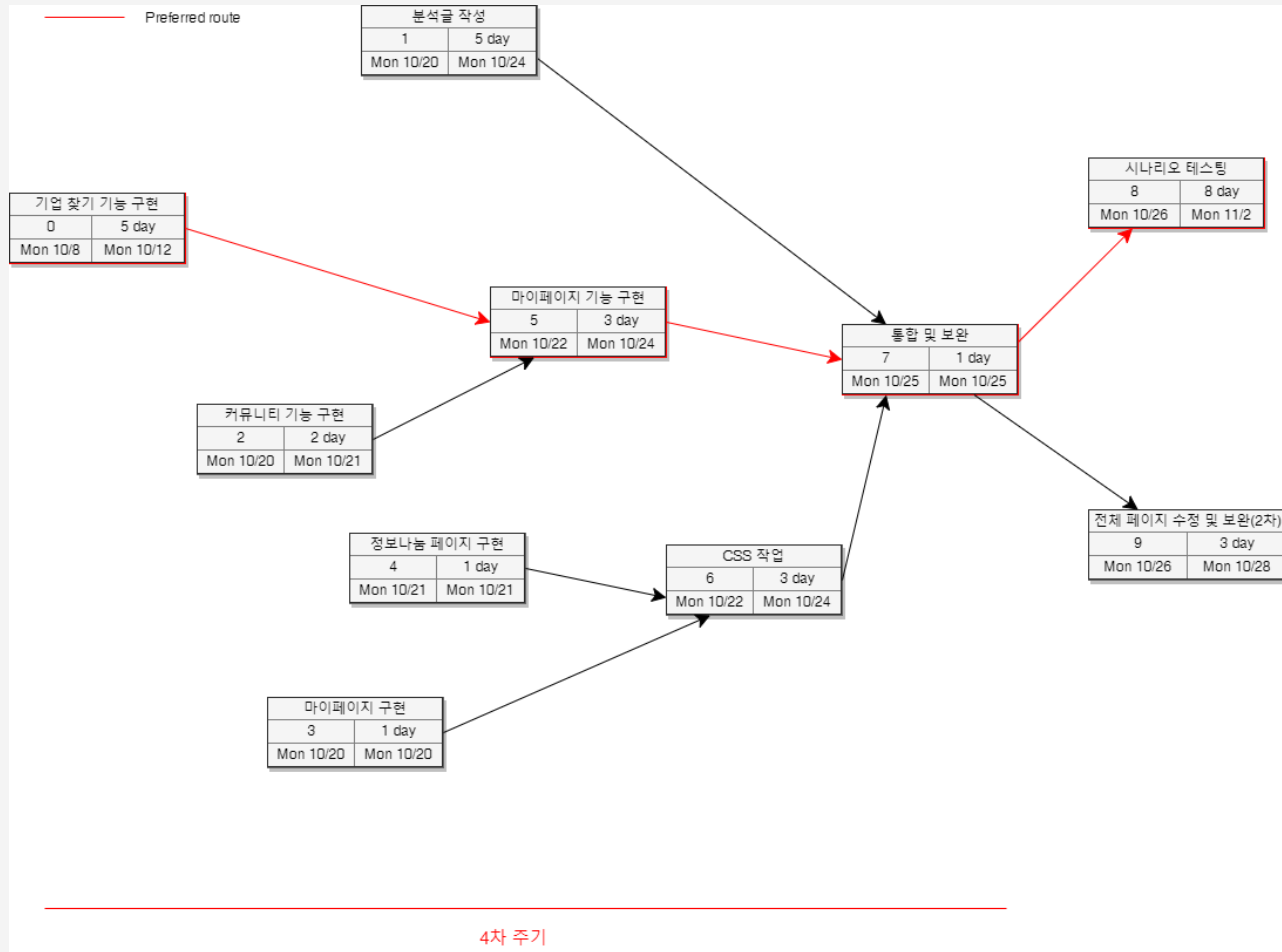 Preferred route
분석글 작성
1 5 day
Mon 10/20 Mon 10/24
시나리오 테스팅
8 8 day
Mon 10/26 Mon 11/2
기업 찾기 기능 구현
0 5 day
Mon 10/8 Mon 10/12
마이페이지 기능 구현
5 3 day
Mon 10/22 Mon 10/24
통합 및 보완
7 1 day
Mon 10/25 Mon 10/25
커뮤니티 기능 구현
2 2 day
Mon 10/20 Mon 10/21
정보나눔 페이지 구현
4 1 day
Mon 10/21 Mon 10/21
CSS 작업
6 3 day
Mon 10/22 Mon 10/24
전체 페이지 수정 및 보완(2차)
9 3 day
Mon 10/26 Mon 10/28
마이페이지 구현
3 1 day
Mon 10/20 Mon 10/20
4차 주기